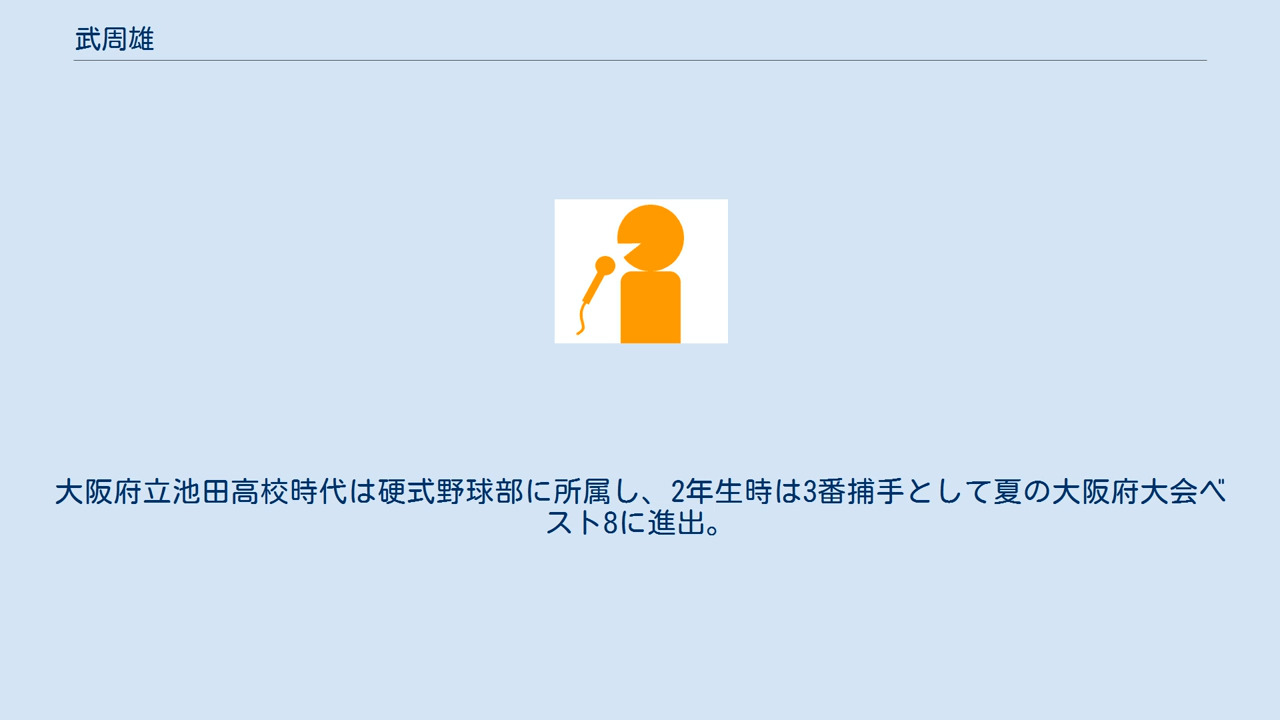 武周雄
大阪府立池田高校時代は硬式野球部に所属し、2年生時は3番捕手として夏の大阪府大会ベ
スト8に進出。